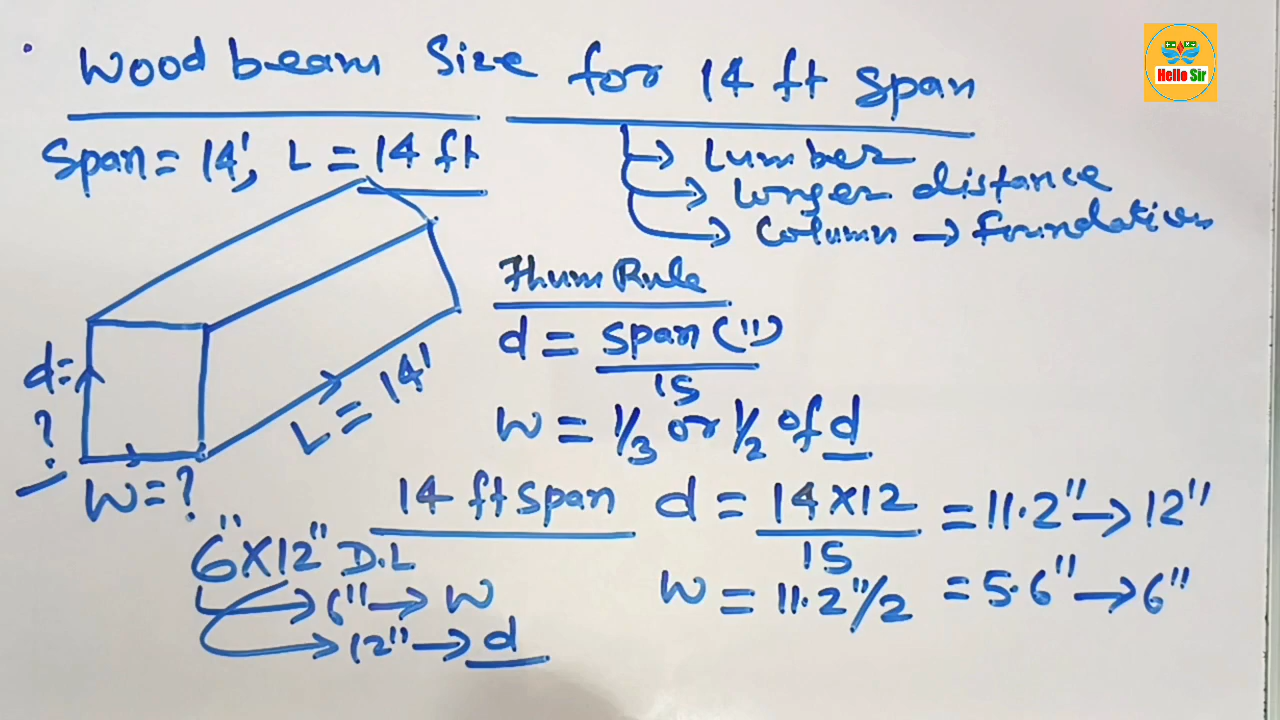 Wood beam Size for 14 ft span
Hello Sir
Span = 14', L = 14 ft
→ Lumber
→ longer distance
→ Column → foundation
Thum Rule
d = span (")/15
d = ?
L = 14'
W = 1/3 or 1/2 of d
W = ?
14 ft span
d = 14×12/15 = 11.2" → 12"
6"×12" D.L
W = 11.2"/2 = 5.6" → 6"
→ 6" → W
→ 12" → d